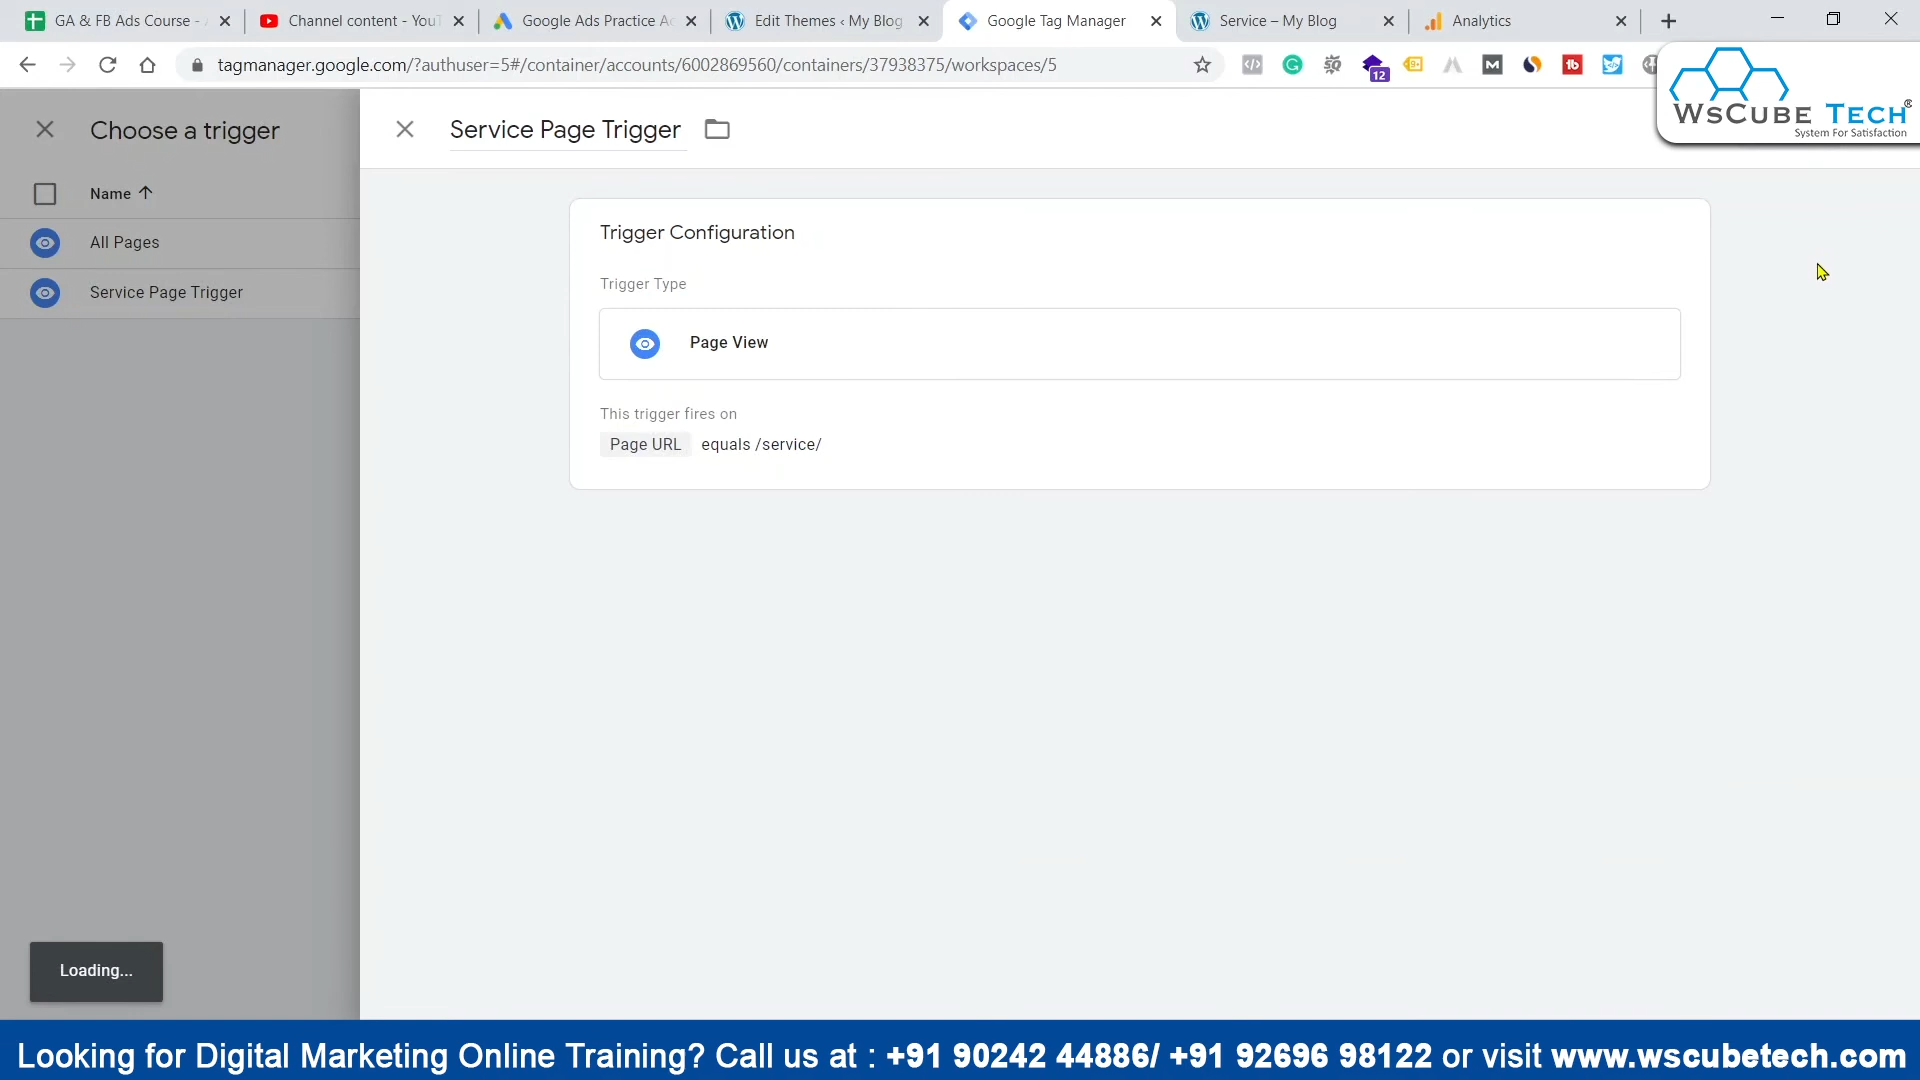 GA & FB Ads Course -
Channel content - YouT
Google Ads Practice Ac
Edit Themes ‹ My Blog
Google Tag Manager
Service – My Blog
Analytics
tagmanager.google.com/?authuser=5#/container/accounts/6002869560/containers/37938375/workspaces/5
12
WsCube Tech®
System For Satisfaction
Choose a trigger
Service Page Trigger
Name
All Pages
Service Page Trigger
Trigger Configuration
Trigger Type
Page View
This trigger fires on
Page URL equals /service/
Loading...
Looking for Digital Marketing Online Training? Call us at : +91 90242 44886/ +91 92696 98122 or visit www.wscubetech.com